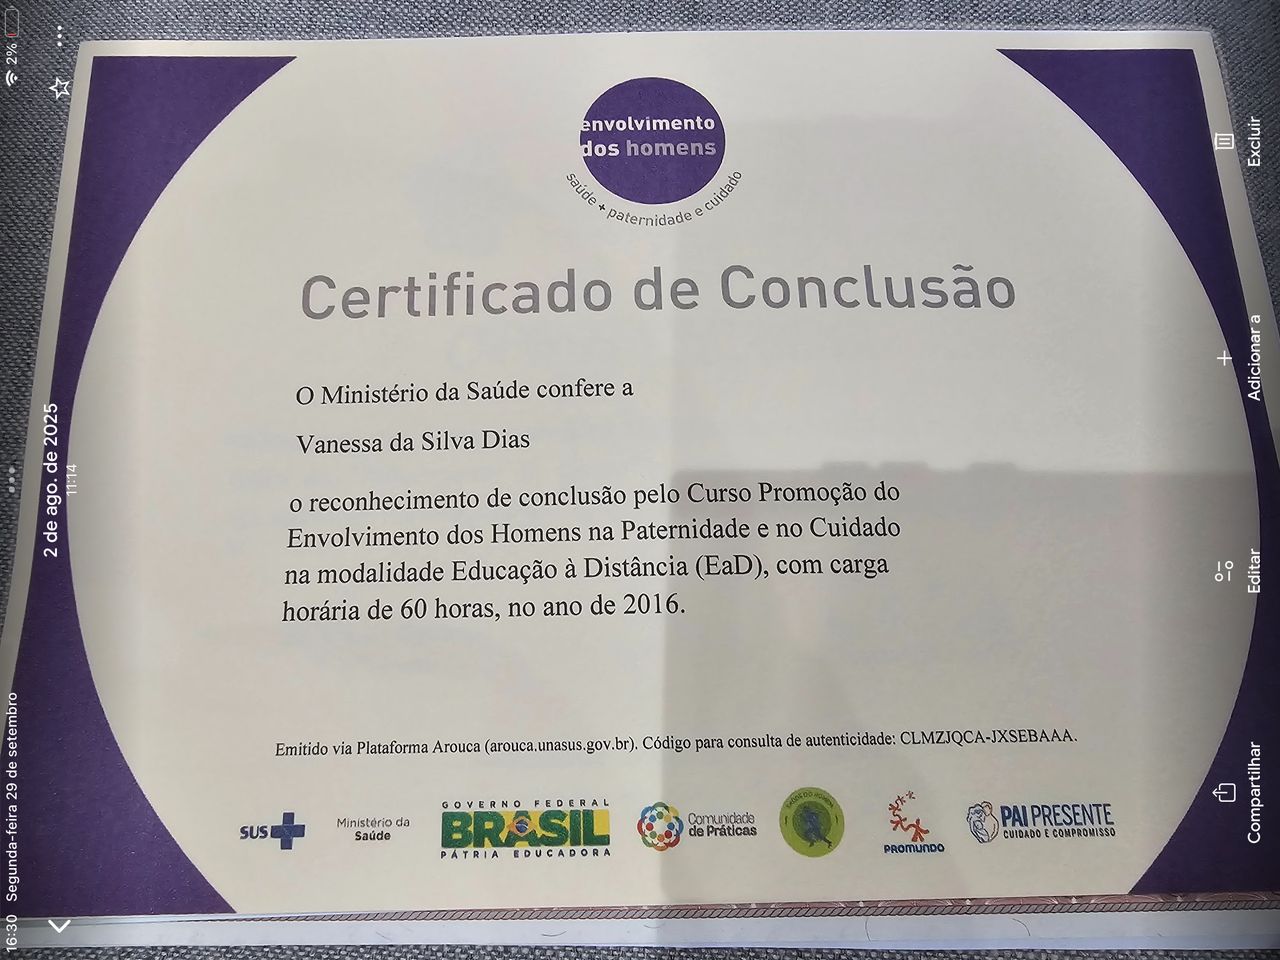 envolvimento
dos homens
saúde + paternidade e cuidado
Certificado de Conclusão
O Ministério da Saúde confere a
Vanessa da Silva Dias
o reconhecimento de conclusão pelo Curso Promoção do
Envolvimento dos Homens na Paternidade e no Cuidado
na modalidade Educação à Distância (EaD), com carga
horária de 60 horas, no ano de 2016.
Emitido via Plataforma Arouca (arouca.unasus.gov.br). Código para consulta de autenticidade: CLMZJQCA-JXSEBAAA.
SUS
Ministério da
Saúde
GOVERNO FEDERAL
BRASIL
PÁTRIA EDUCADORA
Comunidade
de Práticas
SAÚDE DO HOMEM
PROMUNDO
PAI PRESENTE
CUIDADO E COMPROMISSO
16:30 Segunda-feira 29 de setembro
2%
2 de ago. de 2025
11:14
Compartilhar
Editar
Adicionar a
Excluir